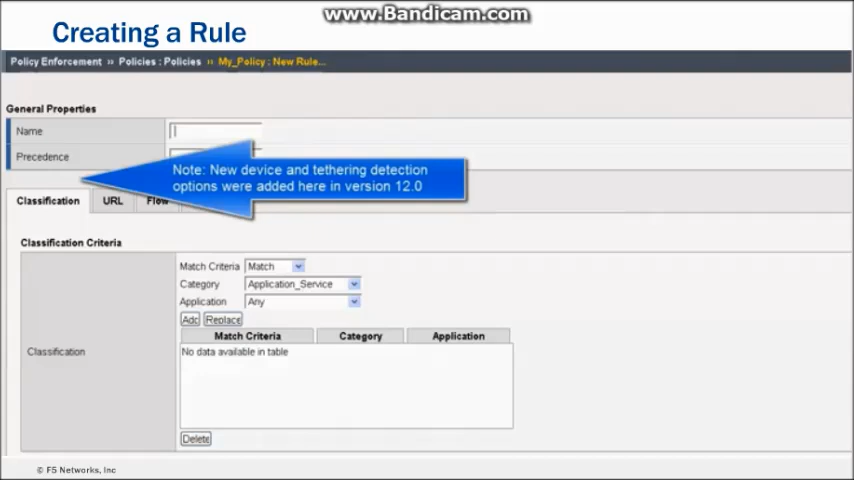 www.Bandicam.com
Creating a Rule
Policy Enforcement ›› Policies : Policies ›› My_Policy : New Rule...
General Properties
Name
Precedence
Note: New device and tethering detection
options were added here in version 12.0
Classification URL Flow
Classification Criteria
Match Criteria Match
Category Application_Service
Application Any
Add Replace
Match Criteria Category Application
No data available in table
Classification
Delete
© F5 Networks, Inc